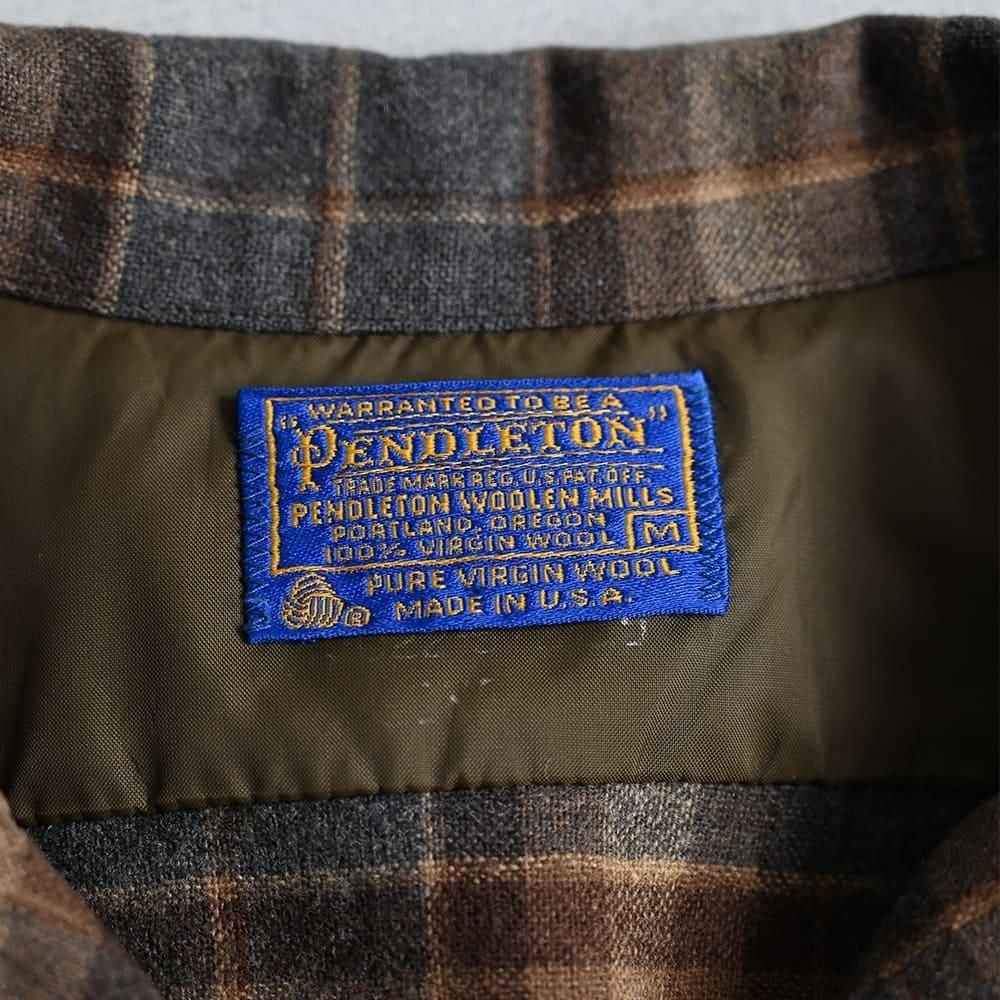 WARRANTED TO BE A
"PENDLETON"
TRADE MARK REG. U.S. PAT. OFF.
PENDLETON WOOLEN MILLS
PORTLAND, OREGON
100% VIRGIN WOOL M
PURE VIRGIN WOOL
® MADE IN U.S.A.